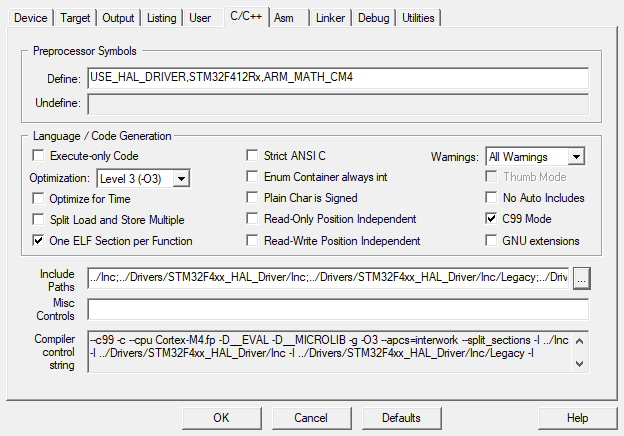 Device Target Output Listing User C/C++ Asm Linker Debug Utilities
Preprocessor Symbols
Define: USE_HAL_DRIVER,STM32F412Rx,ARM_MATH_CM4
Undefine:
Language / Code Generation
Execute-only Code Strict ANSI C Warnings: All Warnings
Optimization: Level 3 (-O3) Enum Container always int Thumb Mode
Optimize for Time Plain Char is Signed No Auto Includes
Split Load and Store Multiple Read-Only Position Independent C99 Mode
One ELF Section per Function Read-Write Position Independent GNU extensions
Include
Paths
../Inc;../Drivers/STM32F4xx_HAL_Driver/Inc;../Drivers/STM32F4xx_HAL_Driver/Inc/Legacy;../Driv ...
Misc
Controls
Compiler
control
string
--c99 -c --cpu Cortex-M4.fp -D__EVAL -D__MICROLIB -g -O3 --apcs=interwork --split_sections -I ../Inc
-I ../Drivers/STM32F4xx_HAL_Driver/Inc -I ../Drivers/STM32F4xx_HAL_Driver/Inc/Legacy -I
OK Cancel Defaults Help